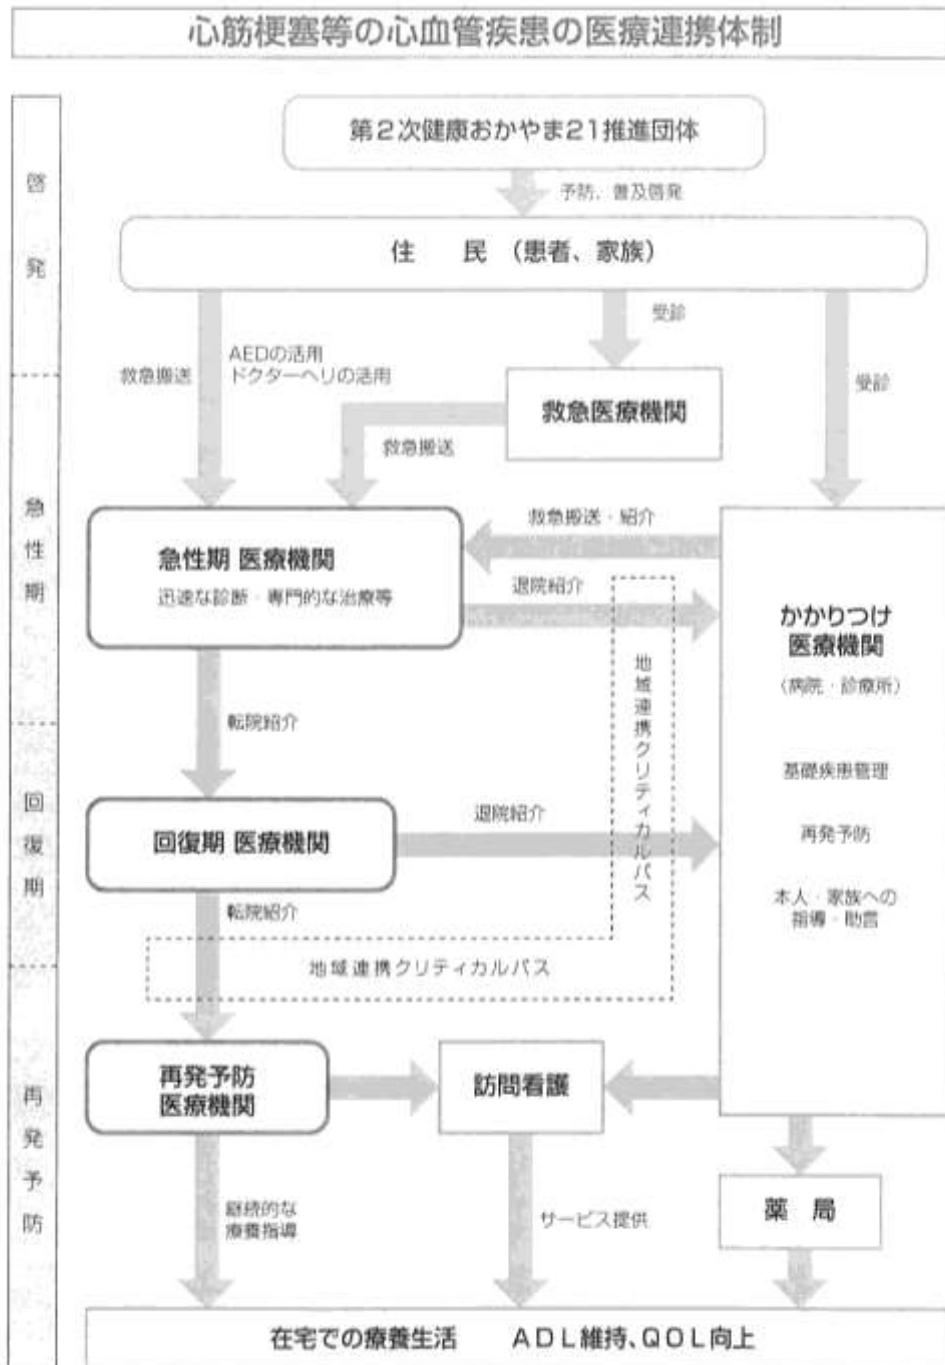 心筋梗塞等の心血管疾患の医療連携体制
啓発
第2次健康おかやま21推進団体
予防、普及啓発
住 民 (患者、家族)
救急搬送
AEDの活用
ドクターヘリの活用
受診
受診
急性期
救急医療機関
救急搬送
急性期 医療機関
迅速な診断・専門的な治療等
救急搬送・紹介
退院紹介
かかりつけ
医療機関
(病院・診療所)
基礎疾患管理
再発予防
本人・家族への
指導・助言
地域連携クリティカルパス
転院紹介
回復期
回復期 医療機関
退院紹介
転院紹介
地域連携クリティカルパス
再発予防
再発予防
医療機関
訪問看護
薬 局
継続的な
療養指導
サービス提供
在宅での療養生活 ADL維持、QOL向上